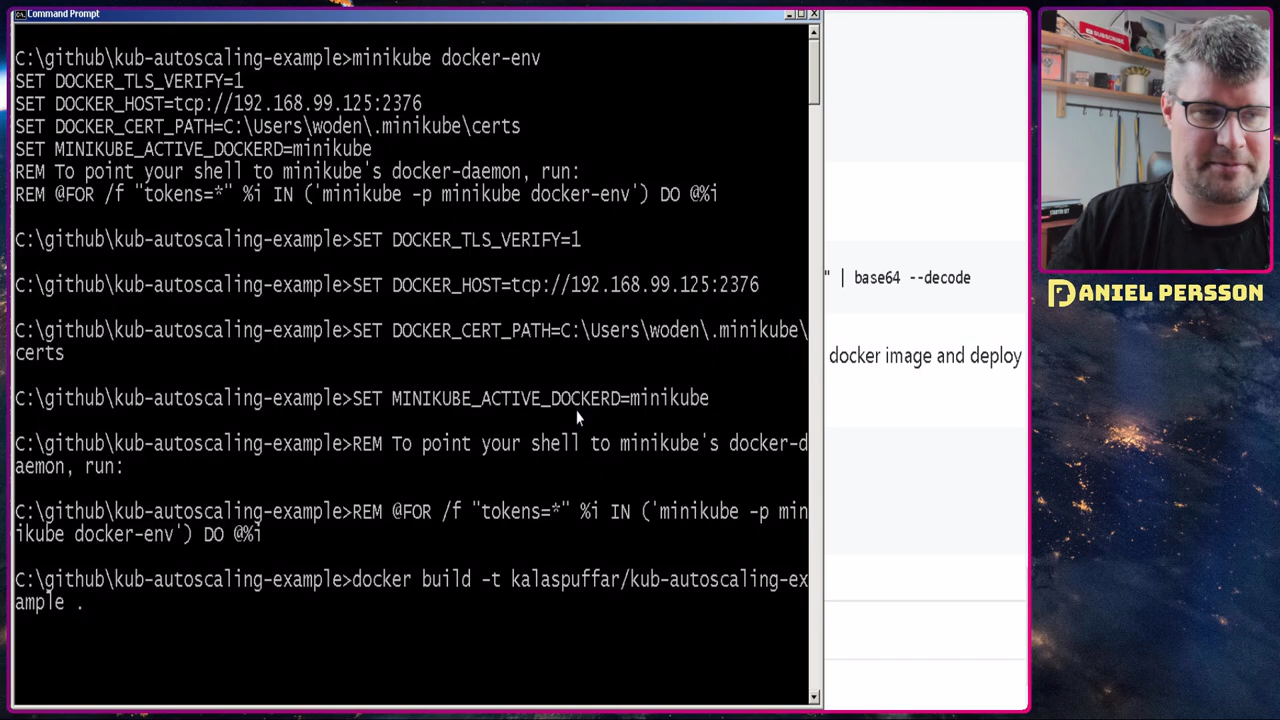 Command Prompt
C:\github\kub-autoscaling-example>minikube docker-env
SET DOCKER_TLS_VERIFY=1
SET DOCKER_HOST=tcp://192.168.99.125:2376
SET DOCKER_CERT_PATH=C:\Users\woden\.minikube\certs
SET MINIKUBE_ACTIVE_DOCKERD=minikube
REM To point your shell to minikube's docker-daemon, run:
REM @FOR /f "tokens=*" %i IN ('minikube -p minikube docker-env') DO @%i
C:\github\kub-autoscaling-example>SET DOCKER_TLS_VERIFY=1
C:\github\kub-autoscaling-example>SET DOCKER_HOST=tcp://192.168.99.125:2376
C:\github\kub-autoscaling-example>SET DOCKER_CERT_PATH=C:\Users\woden\.minikube\
certs
C:\github\kub-autoscaling-example>SET MINIKUBE_ACTIVE_DOCKERD=minikube
C:\github\kub-autoscaling-example>REM To point your shell to minikube's docker-d
aemon, run:
C:\github\kub-autoscaling-example>REM @FOR /f "tokens=*" %i IN ('minikube -p min
ikube docker-env') DO @%i
C:\github\kub-autoscaling-example>docker build -t kalaspuffar/kub-autoscaling-ex
ample .
" | base64 --decode
docker image and deploy
SUBSCRIBE
DANIEL PERSSON